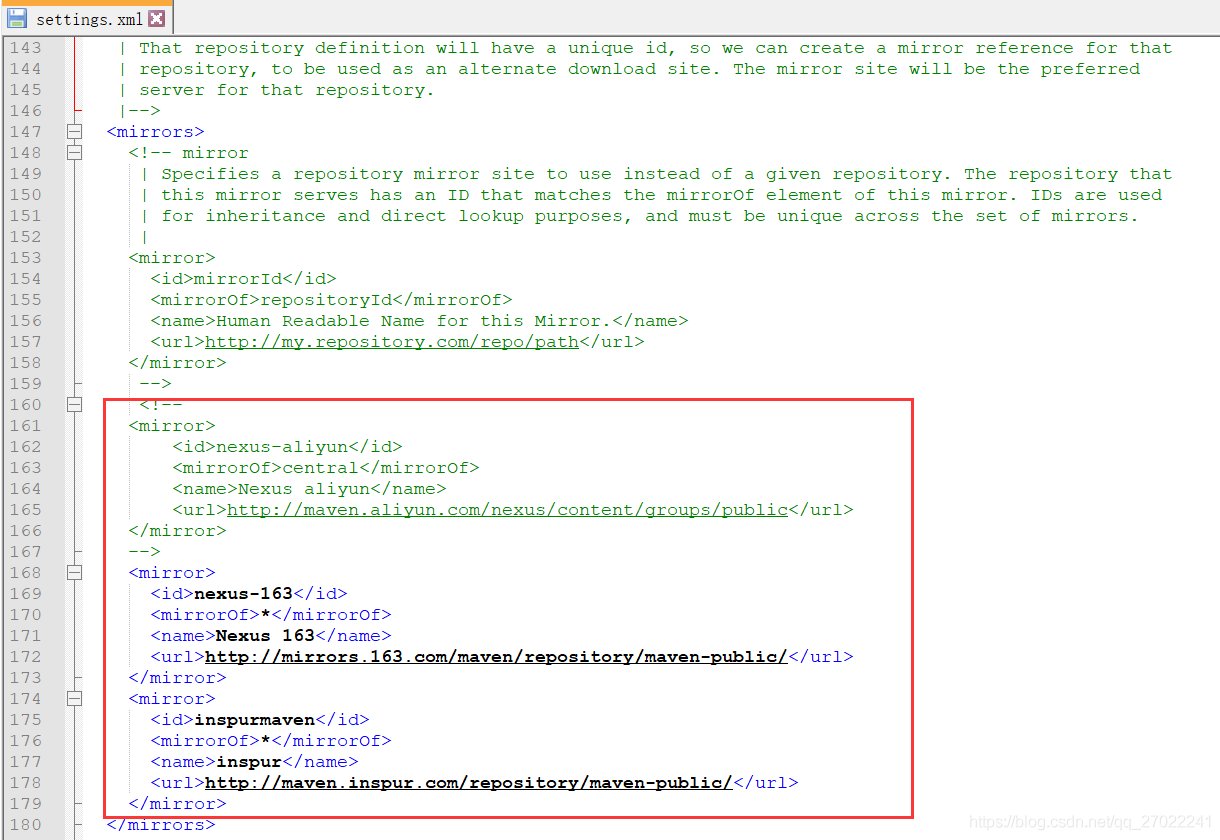 settings.xml
143 | That repository definition will have a unique id, so we can create a mirror reference for that
144 | repository, to be used as an alternate download site. The mirror site will be the preferred
145 | server for that repository.
146 |-->
147 <mirrors>
148 <!-- mirror
149 | Specifies a repository mirror site to use instead of a given repository. The repository that
150 | this mirror serves has an ID that matches the mirrorOf element of this mirror. IDs are used
151 | for inheritance and direct lookup purposes, and must be unique across the set of mirrors.
152 |
153 <mirror>
154 <id>mirrorId</id>
155 <mirrorOf>repositoryId</mirrorOf>
156 <name>Human Readable Name for this Mirror.</name>
157 <url>http://my.repository.com/repo/path</url>
158 </mirror>
159 -->
160 <!--
161 <mirror>
162 <id>nexus-aliyun</id>
163 <mirrorOf>central</mirrorOf>
164 <name>Nexus aliyun</name>
165 <url>http://maven.aliyun.com/nexus/content/groups/public</url>
166 </mirror>
167 -->
168 <mirror>
169 <id>nexus-163</id>
170 <mirrorOf>*</mirrorOf>
171 <name>Nexus 163</name>
172 <url>http://mirrors.163.com/maven/repository/maven-public/</url>
173 </mirror>
174 <mirror>
175 <id>inspurmaven</id>
176 <mirrorOf>*</mirrorOf>
177 <name>inspur</name>
178 <url>http://maven.inspur.com/repository/maven-public/</url>
179 </mirror>
180 </mirrors>
https://blog.csdn.net/qq_27022241